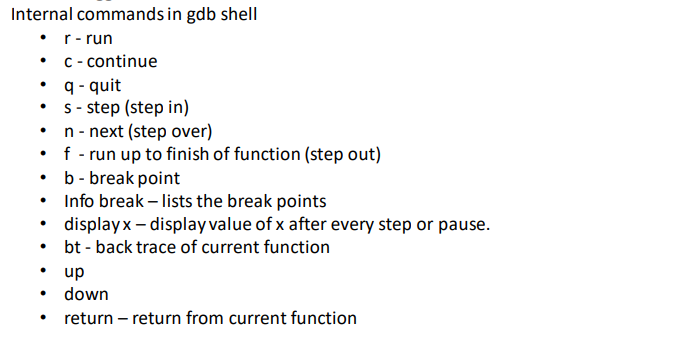 Internal commands in gdb shell
• r - run
• c - continue
• q - quit
• s - step (step in)
• n - next (step over)
• f - run up to finish of function (step out)
• b - break point
• Info break – lists the break points
• display x – display value of x after every step or pause.
• bt - back trace of current function
• up
• down
• return – return from current function